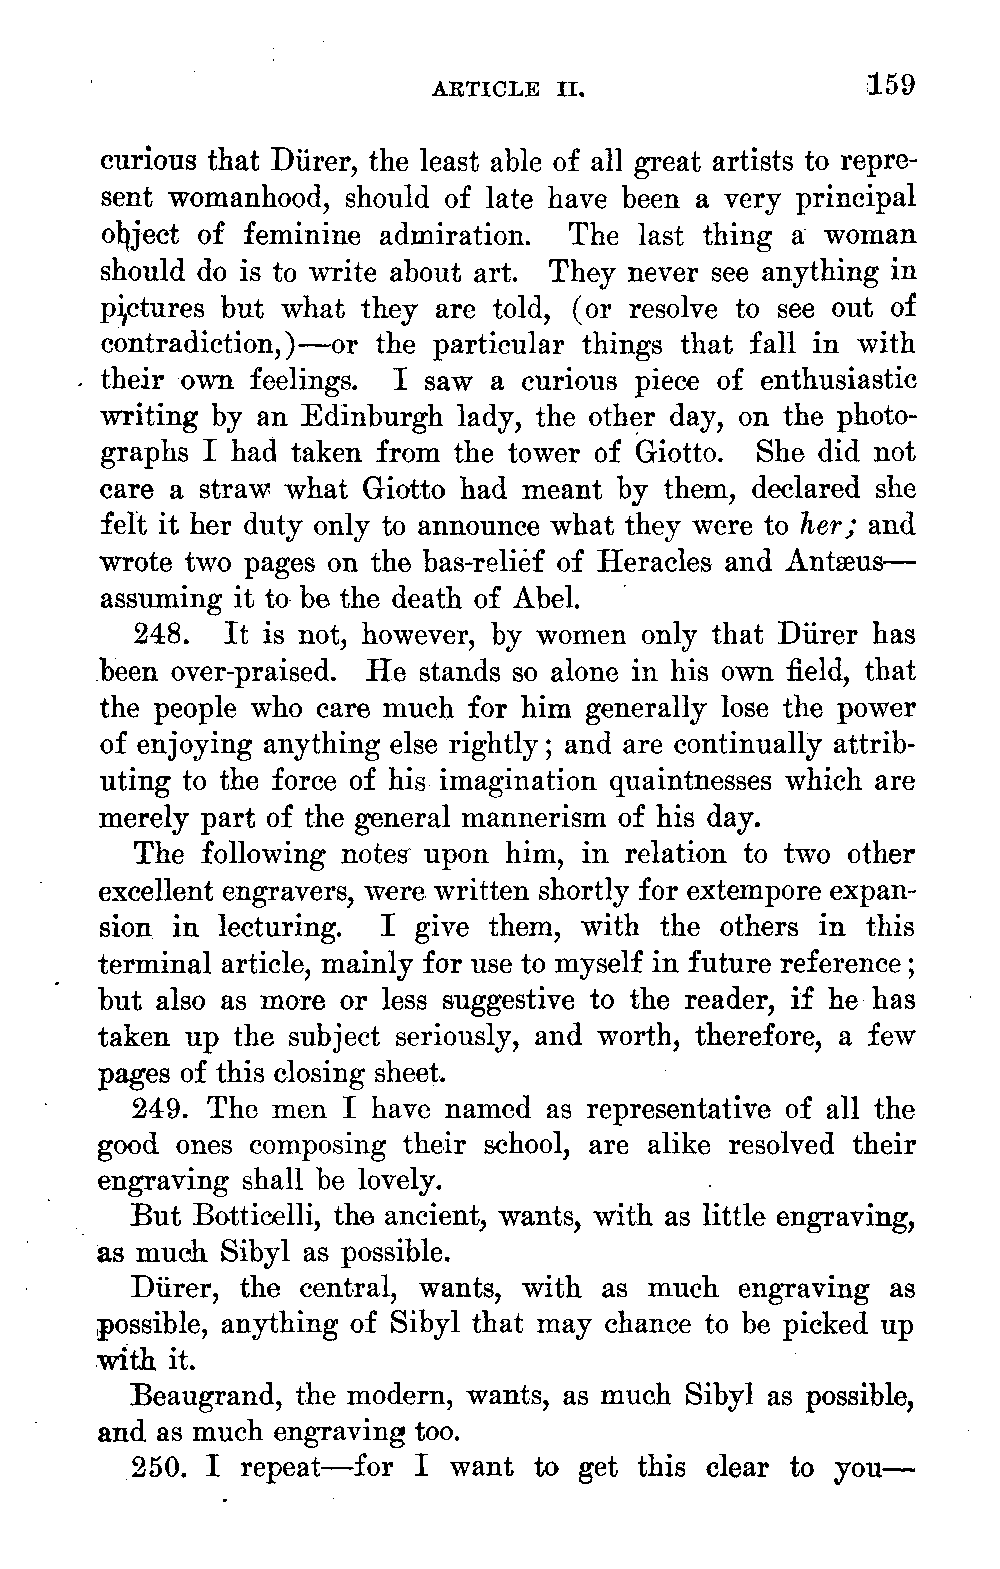 ARTICLE II. 159
curious that Dürer, the least able of all great artists to repre-
sent womanhood, should of late have been a very principal
object of feminine admiration. The last thing a woman
should do is to write about art. They never see anything in
pictures but what they are told, (or resolve to see out of
contradiction,)—or the particular things that fall in with
their own feelings. I saw a curious piece of enthusiastic
writing by an Edinburgh lady, the other day, on the photo-
graphs I had taken from the tower of Giotto. She did not
care a straw what Giotto had meant by them, declared she
felt it her duty only to announce what they were to her; and
wrote two pages on the bas-relief of Heracles and Antæus—
assuming it to be the death of Abel.
248. It is not, however, by women only that Dürer has
been over-praised. He stands so alone in his own field, that
the people who care much for him generally lose the power
of enjoying anything else rightly; and are continually attrib-
uting to the force of his imagination quaintnesses which are
merely part of the general mannerism of his day.
The following notes upon him, in relation to two other
excellent engravers, were written shortly for extempore expan-
sion in lecturing. I give them, with the others in this
terminal article, mainly for use to myself in future reference;
but also as more or less suggestive to the reader, if he has
taken up the subject seriously, and worth, therefore, a few
pages of this closing sheet.
249. The men I have named as representative of all the
good ones composing their school, are alike resolved their
engraving shall be lovely.
But Botticelli, the ancient, wants, with as little engraving,
as much Sibyl as possible.
Dürer, the central, wants, with as much engraving as
possible, anything of Sibyl that may chance to be picked up
with it.
Beaugrand, the modern, wants, as much Sibyl as possible,
and as much engraving too.
250. I repeat—for I want to get this clear to you—